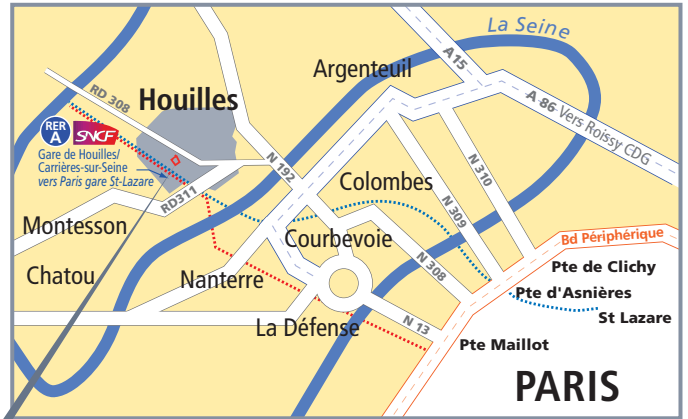 La Seine
A15
Argenteuil
A 86 Vers Roissy CDG
RD 308
Houilles
RER
A
SNCF
Gare de Houilles/
Carrières-sur-Seine
vers Paris gare St-Lazare
N 192
N 310
Colombes
RD311
N 309
Montesson
Courbevoie
Bd Périphérique
N 308
Pte de Clichy
Chatou
Nanterre
Pte d'Asnières
St Lazare
La Défense
N 13
Pte Maillot
PARIS